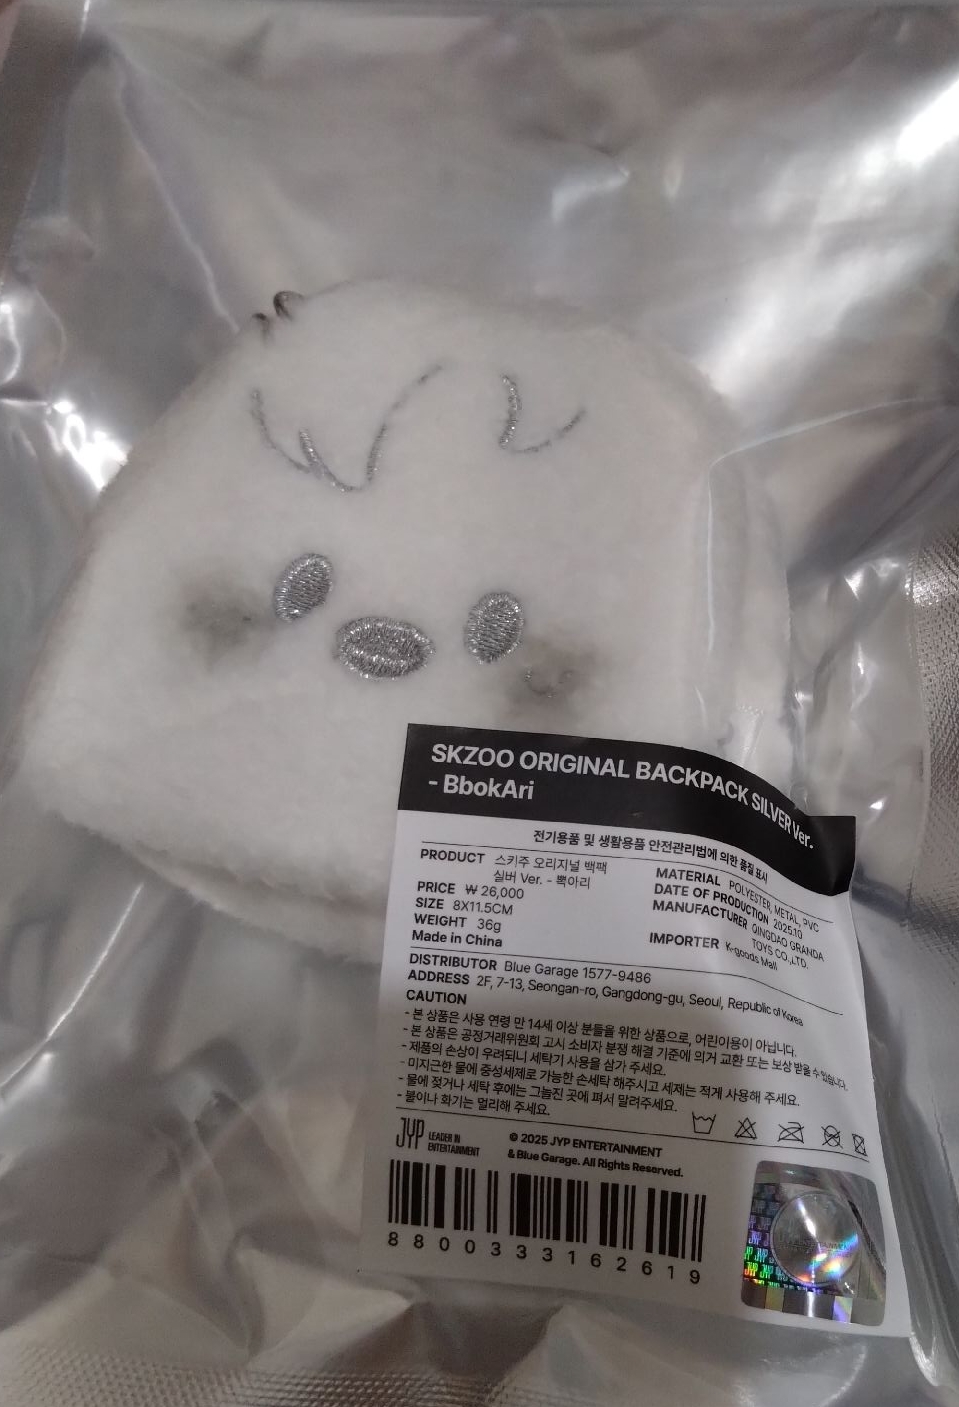 SKZOO ORIGINAL BACKPACK SILVER Ver.
- BbokAri
전기용품 및 생활용품 안전관리법에 의한 품질 표시
PRODUCT 스키주 오리지널 백팩
실버 Ver. - 뽁아리
PRICE ₩ 26,000
SIZE 8X11.5CM
WEIGHT 36g
Made in China
MATERIAL POLYESTER, METAL, PVC
DATE OF PRODUCTION 2025.10
MANUFACTURER QINGDAO GRANDA
TOYS CO.,LTD.
IMPORTER K-goods Mall
DISTRIBUTOR Blue Garage 1577-9486
ADDRESS 2F, 7-13, Seongan-ro, Gangdong-gu, Seoul, Republic of Korea
CAUTION
- 본 상품은 사용 연령 만 14세 이상 분들을 위한 상품으로, 어린이용이 아닙니다.
- 본 상품은 공정거래위원회 고시 소비자 분쟁 해결 기준에 의거 교환 또는 보상 받을 수 있습니다.
- 제품의 손상이 우려되니 세탁기 사용을 삼가 주세요.
- 미지근한 물에 중성세제로 가능한 손세탁 해주시고 세제는 적게 사용해 주세요.
- 물에 젖거나 세탁 후에는 그늘진 곳에 펴서 말려주세요.
- 불이나 화기는 멀리해 주세요.
JYP LEADER IN
ENTERTAINMENT
© 2025 JYP ENTERTAINMENT
& Blue Garage. All Rights Reserved.
8800333162619
JYP JYP
JYP JYP JYP